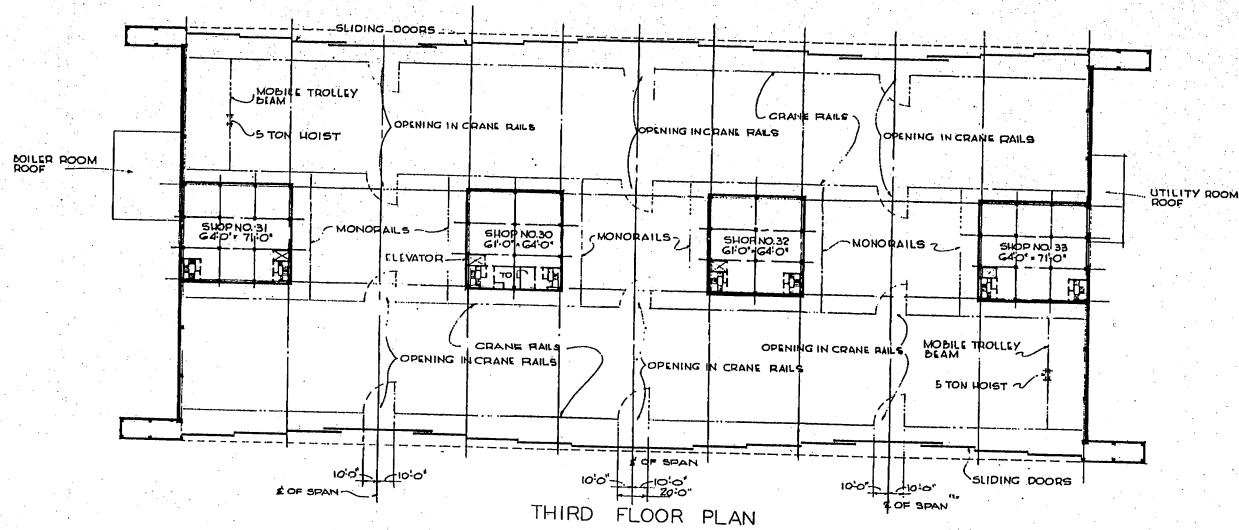 SLIDING DOORS
MOBILE TROLLEY
BEAM
5 TON HOIST
OPENING IN CRANE RAILS
OPENING IN CRANE RAILS
CRANE RAILS
OPENING IN CRANE RAILS
BOILER ROOM
ROOF
UTILITY ROOM
ROOF
SHOP NO. 31
64'-0" × 71'-0"
MONORAILS
SHOP NO. 30
61'-0" × 64'-0"
MONORAILS
SHOP NO. 32
61'-0" × 64'-0"
MONORAILS
SHOP NO. 33
64'-0" × 71'-0"
ELEVATOR
CRANE RAILS
OPENING IN CRANE RAILS
OPENING IN CRANE RAILS
OPENING IN CRANE RAILS
MOBILE TROLLEY
BEAM
5 TON HOIST
10'-0" 10'-0"
℄ OF SPAN
℄ OF SPAN
10'-0" 10'-0"
20'-0"
10'-0" 10'-0"
℄ OF SPAN
SLIDING DOORS
THIRD FLOOR PLAN